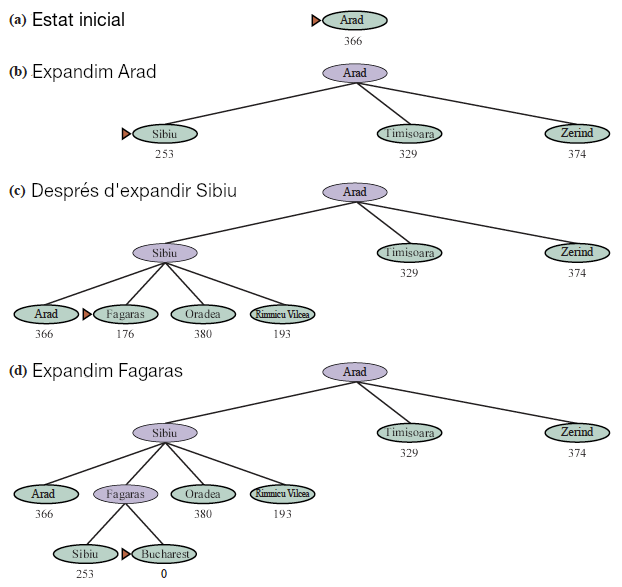 (a) Estat inicial
Arad
366
(b) Expandim Arad
Arad
Sibiu Timisoara Zerind
253 329 374
(c) Després d'expandir Sibiu
Arad
Sibiu Timisoara Zerind
329 374
Arad Fagaras Oradea Rimnicu Vilcea
366 176 380 193
(d) Expandim Fagaras
Arad
Sibiu Timisoara Zerind
329 374
Arad Fagaras Oradea Rimnicu Vilcea
366 380 193
Sibiu Bucharest
253 0